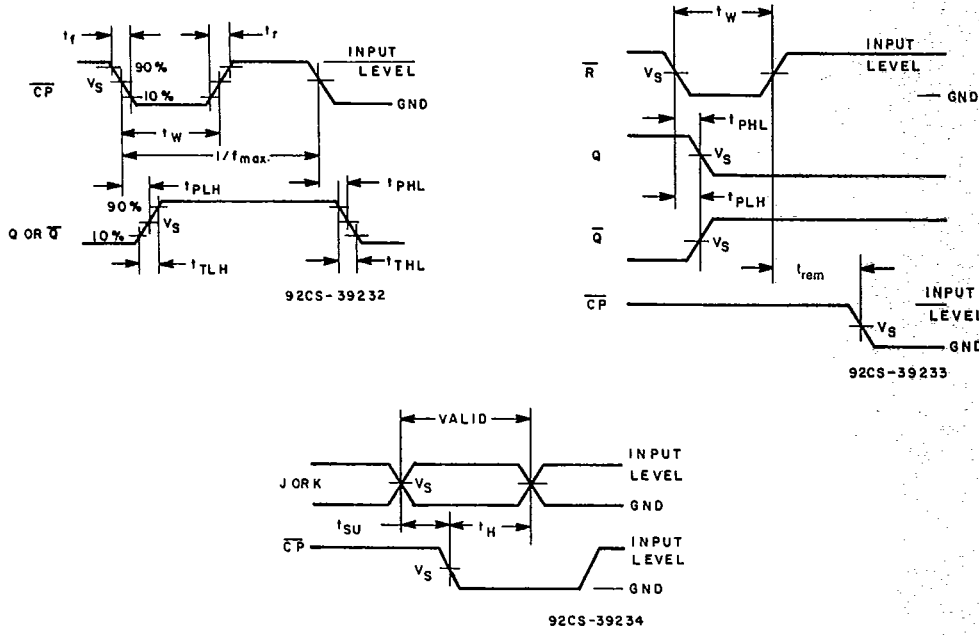 tf
tr
INPUT
LEVEL
90%
CP
VS
10%
GND
tW
1/fmax.
tPLH
tPHL
90%
VS
Q OR Q
10%
tTLH
tTHL
92CS-39232
tW
INPUT
LEVEL
R
VS
GND
tPHL
Q
VS
tPLH
Q
VS
trem
CP
INPUT
LEVEL
VS
GND
92CS-39233
VALID
INPUT
LEVEL
J OR K
VS
GND
tSU
tH
CP
INPUT
LEVEL
VS
GND
92CS-39234